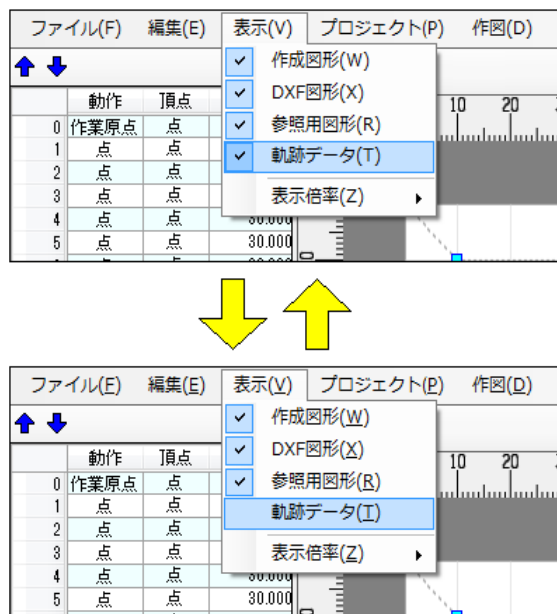 ファイル(F) 編集(E) 表示(V) プロジェクト(P) 作図(D)
作成図形(W)
DXF図形(X)
動作 頂点 10 20
参照用図形(R)
0 作業原点 点
軌跡データ(T)
1 点 点
2 点 点
表示倍率(Z)
3 点 点
4 点 点 30.000
5 点 点 30.000
0
ファイル(F) 編集(E) 表示(V) プロジェクト(P) 作図(D)
作成図形(W)
DXF図形(X)
動作 頂点 10 20
参照用図形(R)
0 作業原点 点
軌跡データ(T)
1 点 点
2 点 点
表示倍率(Z)
3 点 点
4 点 点 30.000
5 点 点 30.000